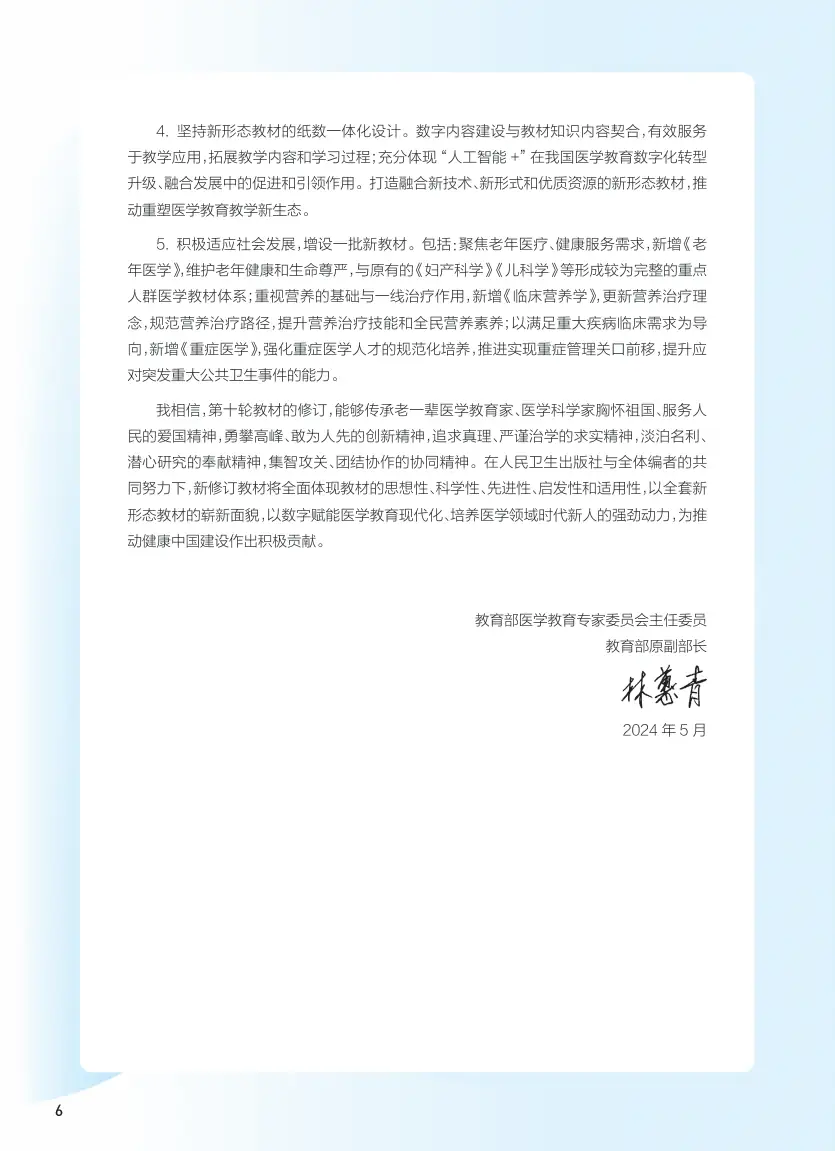 4. 坚持新形态教材的纸数一体化设计。数字内容建设与教材知识内容契合，有效服务
于教学应用，拓展教学内容和学习过程；充分体现“人工智能 +”在我国医学教育数字化转型
升级、融合发展中的促进和引领作用。打造融合新技术、新形式和优质资源的新形态教材，推
动重塑医学教育教学新生态。
5. 积极适应社会发展，增设一批新教材。包括：聚焦老年医疗、健康服务需求，新增《老
年医学》，维护老年健康和生命尊严，与原有的《妇产科学》《儿科学》等形成较为完整的重点
人群医学教材体系；重视营养的基础与一线治疗作用，新增《临床营养学》，更新营养治疗理
念，规范营养治疗路径，提升营养治疗技能和全民营养素养；以满足重大疾病临床需求为导
向，新增《重症医学》，强化重症医学人才的规范化培养，推进实现重症管理关口前移，提升应
对突发重大公共卫生事件的能力。
我相信，第十轮教材的修订，能够传承老一辈医学教育家、医学科学家胸怀祖国、服务人
民的爱国精神，勇攀高峰、敢为人先的创新精神，追求真理、严谨治学的求实精神，淡泊名利、
潜心研究的奉献精神，集智攻关、团结协作的协同精神。在人民卫生出版社与全体编者的共
同努力下，新修订教材将全面体现教材的思想性、科学性、先进性、启发性和适用性，以全套新
形态教材的崭新面貌，以数字赋能医学教育现代化、培养医学领域时代新人的强劲动力，为推
动健康中国建设作出积极贡献。
教育部医学教育专家委员会主任委员
教育部原副部长
林蕙青
2024 年 5 月
6